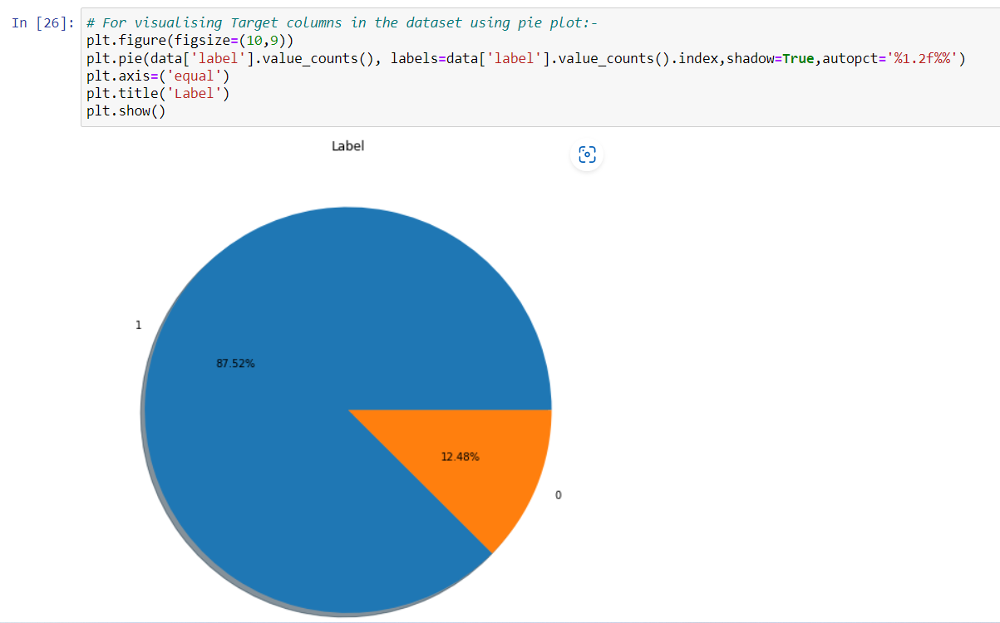 In [26]: # For visualising Target columns in the dataset using pie plot:-
plt.figure(figsize=(10,9))
plt.pie(data['label'].value_counts(), labels=data['label'].value_counts().index,shadow=True,autopct='%1.2f%%')
plt.axis=('equal')
plt.title('Label')
plt.show()
Label
1
87.52%
12.48%
0